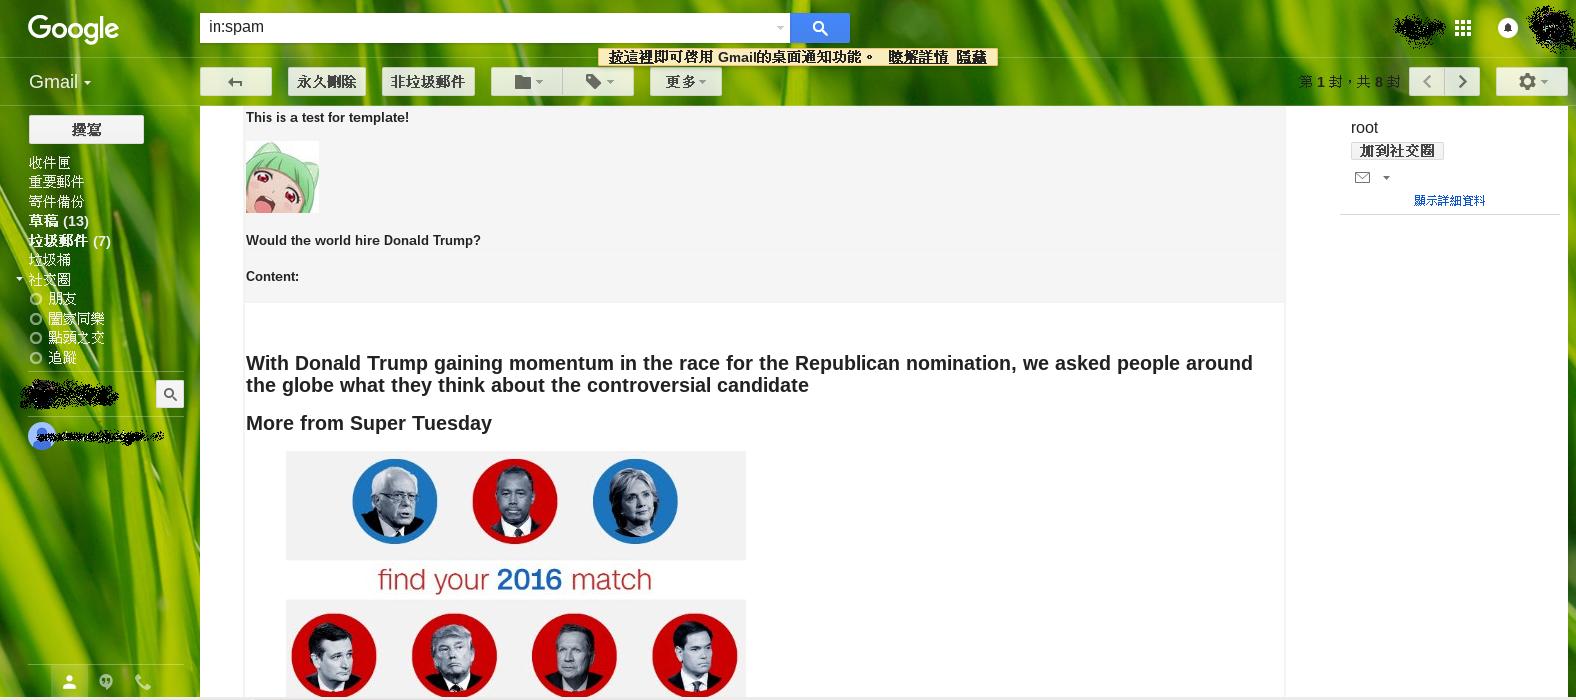 Google
in:spam
按這裡即可啓用 Gmail的桌面通知功能。 瞭解詳情 隱藏
Gmail
永久刪除
非垃圾郵件
更多
第 1 封，共 8 封
撰寫
收件匣
重要郵件
寄件備份
草稿 (13)
垃圾郵件 (7)
垃圾桶
社交圈
朋友
闔家同樂
點頭之交
追蹤
This is a test for template!
Would the world hire Donald Trump?
Content:
With Donald Trump gaining momentum in the race for the Republican nomination, we asked people around
the globe what they think about the controversial candidate
More from Super Tuesday
find your 2016 match
root
加到社交圈
顯示詳細資料